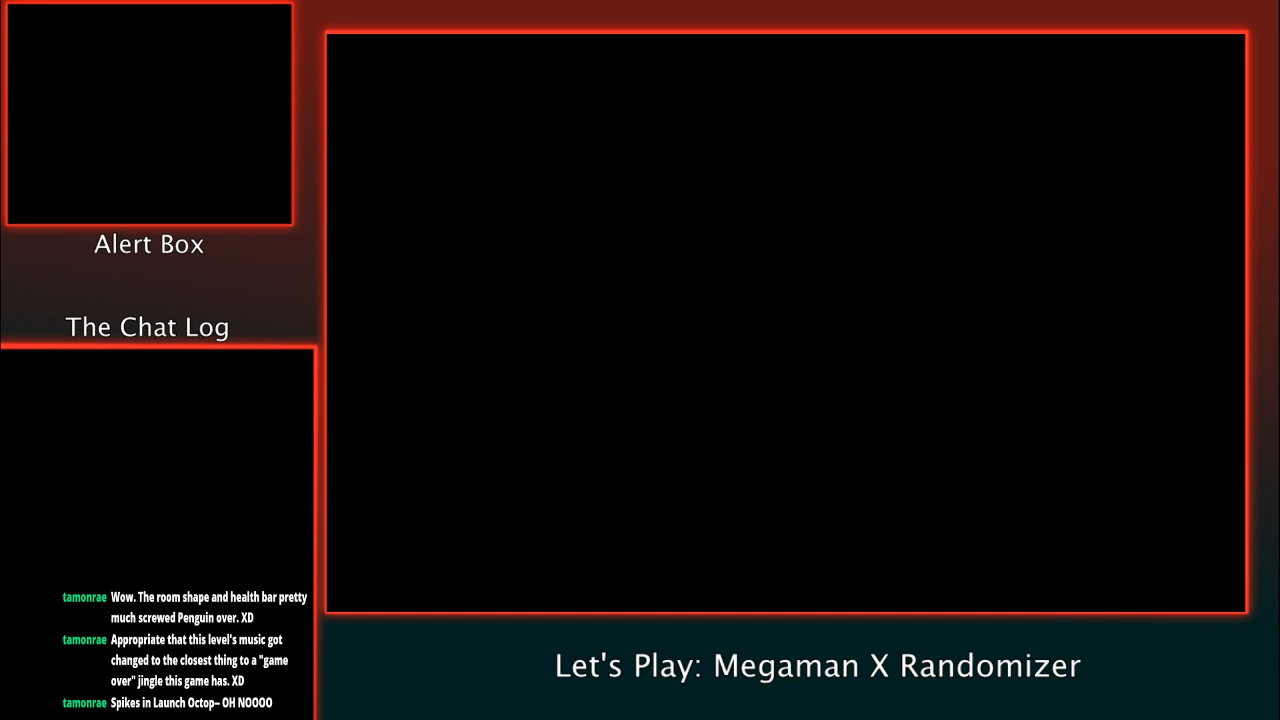 Alert Box
The Chat Log
tamonrae Wow. The room shape and health bar pretty
much screwed Penguin over. XD
tamonrae Appropriate that this level's music got
changed to the closest thing to a "game
over" jingle this game has. XD
tamonrae Spikes in Launch Octop-- OH NOOOO
Let's Play: Megaman X Randomizer